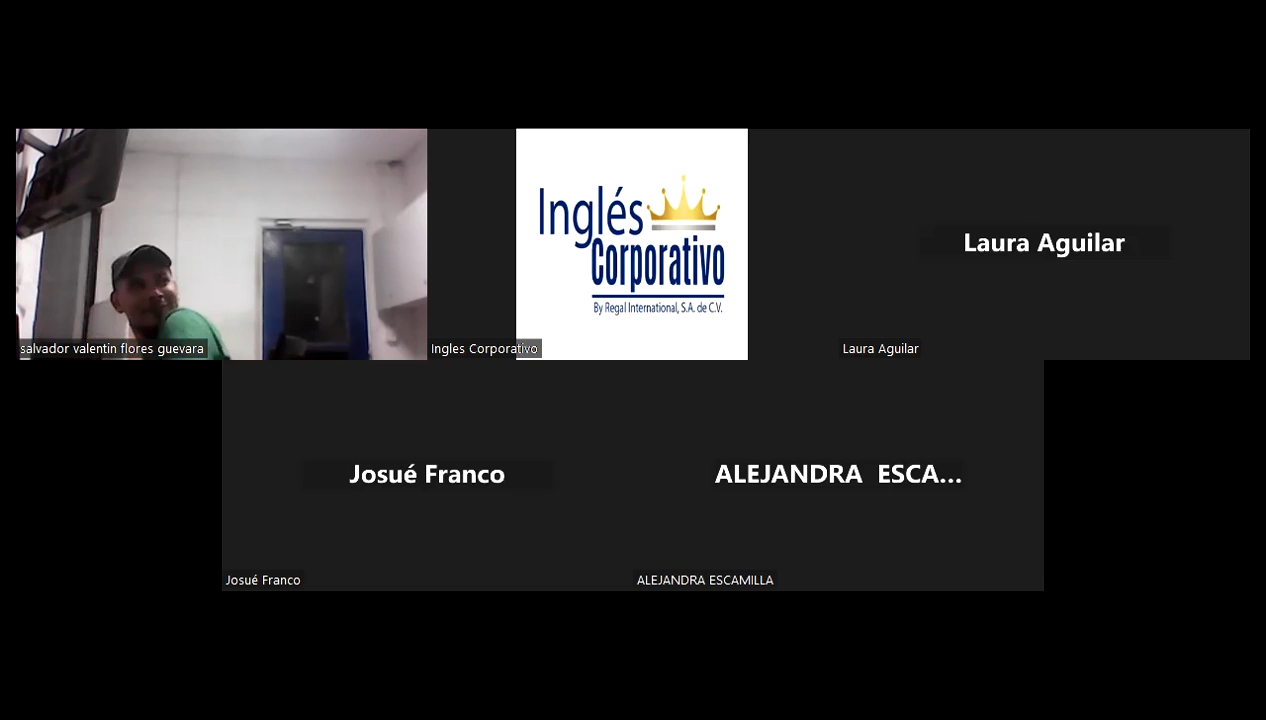 Inglés
Corporativo
By Regal International, S.A. de C.V.
Laura Aguilar
salvador valentin flores guevara
Ingles Corporativo
Laura Aguilar
Josué Franco
ALEJANDRA ESCA...
Josué Franco
ALEJANDRA ESCAMILLA